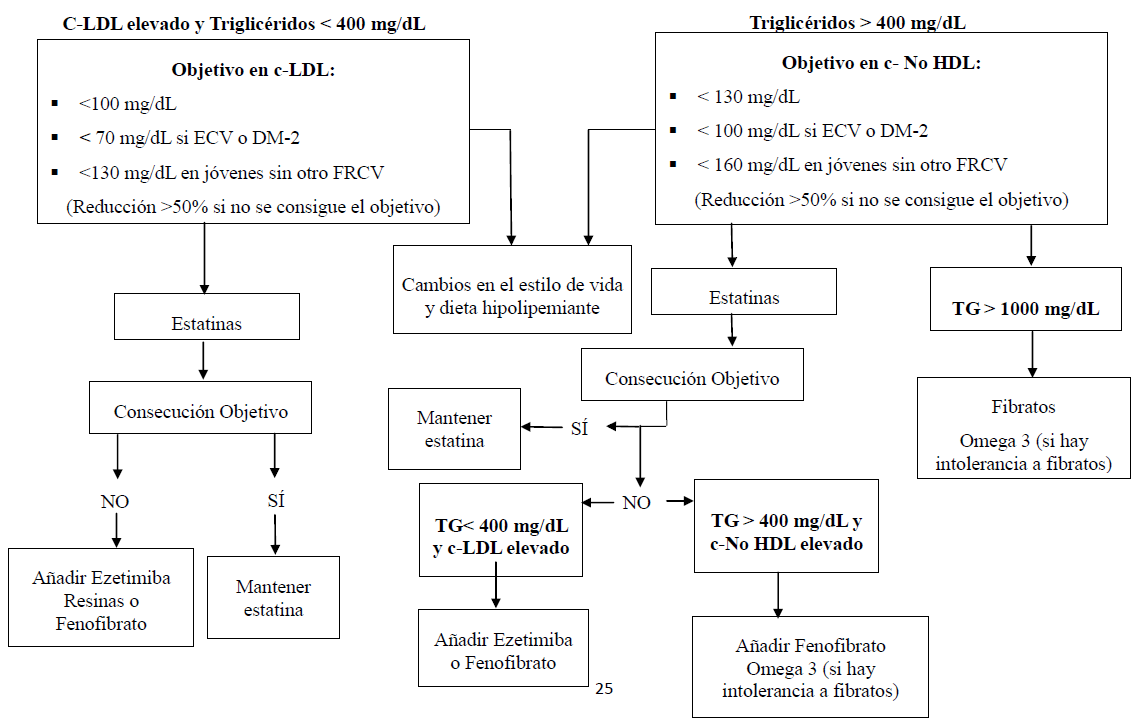 C-LDL elevado y Triglicéridos < 400 mg/dL
Objetivo en c-LDL:
▪ <100 mg/dL
▪ < 70 mg/dL si ECV o DM-2
▪ <130 mg/dL en jóvenes sin otro FRCV
(Reducción >50% si no se consigue el objetivo)
Triglicéridos > 400 mg/dL
Objetivo en c- No HDL:
▪ < 130 mg/dL
▪ < 100 mg/dL si ECV o DM-2
▪ < 160 mg/dL en jóvenes sin otro FRCV
(Reducción >50% si no se consigue el objetivo)
Cambios en el estilo de vida
y dieta hipolipemiante
Estatinas
Consecución Objetivo
NO
SÍ
Añadir Ezetimiba
Resinas o
Fenofibrato
Mantener
estatina
Estatinas
Consecución Objetivo
SÍ
Mantener
estatina
NO
TG< 400 mg/dL
y c-LDL elevado
Añadir Ezetimiba
o Fenofibrato
TG > 400 mg/dL y
c-No HDL elevado
Añadir Fenofibrato
Omega 3 (si hay
intolerancia a fibratos)
TG > 1000 mg/dL
Fibratos
Omega 3 (si hay
intolerancia a fibratos)
25